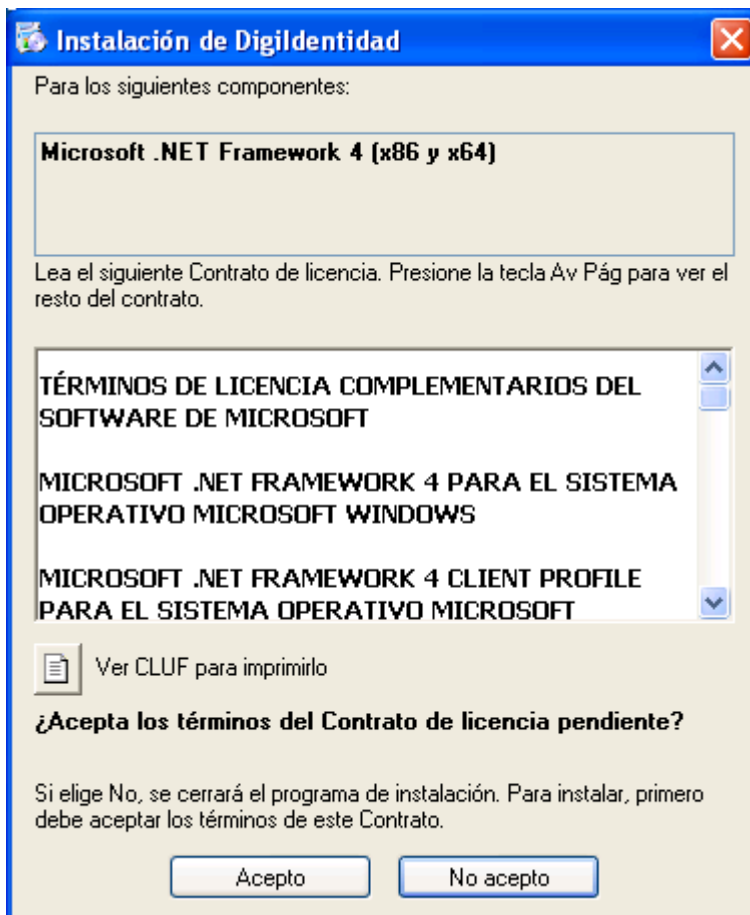 Instalación de DigiIdentidad
Para los siguientes componentes:
Microsoft .NET Framework 4 (x86 y x64)
Lea el siguiente Contrato de licencia. Presione la tecla Av Pág para ver el
resto del contrato.
TÉRMINOS DE LICENCIA COMPLEMENTARIOS DEL
SOFTWARE DE MICROSOFT
MICROSOFT .NET FRAMEWORK 4 PARA EL SISTEMA
OPERATIVO MICROSOFT WINDOWS
MICROSOFT .NET FRAMEWORK 4 CLIENT PROFILE
PARA EL SISTEMA OPERATIVO MICROSOFT
Ver CLUF para imprimirlo
¿Acepta los términos del Contrato de licencia pendiente?
Si elige No, se cerrará el programa de instalación. Para instalar, primero
debe aceptar los términos de este Contrato.
Acepto
No acepto